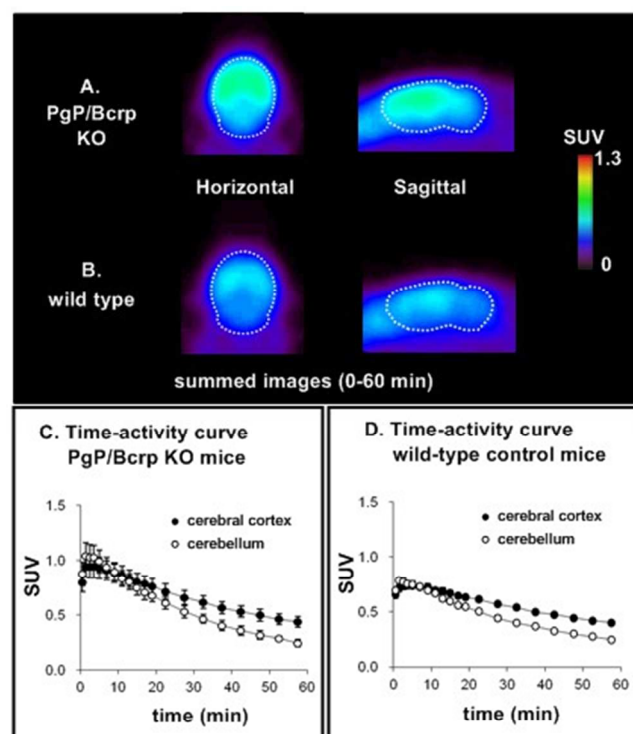 A.
PgP/Bcrp
KO
Horizontal
Sagittal
SUV
1.3
0
B.
wild type
summed images (0-60 min)
C. Time-activity curve
PgP/Bcrp KO mice
1.5
1.0
0.5
0.0
SUV
cerebral cortex
cerebellum
0 10 20 30 40 50 60
time (min)
D. Time-activity curve
wild-type control mice
1.5
1.0
0.5
0.0
SUV
cerebral cortex
cerebellum
0 10 20 30 40 50 60
time (min)